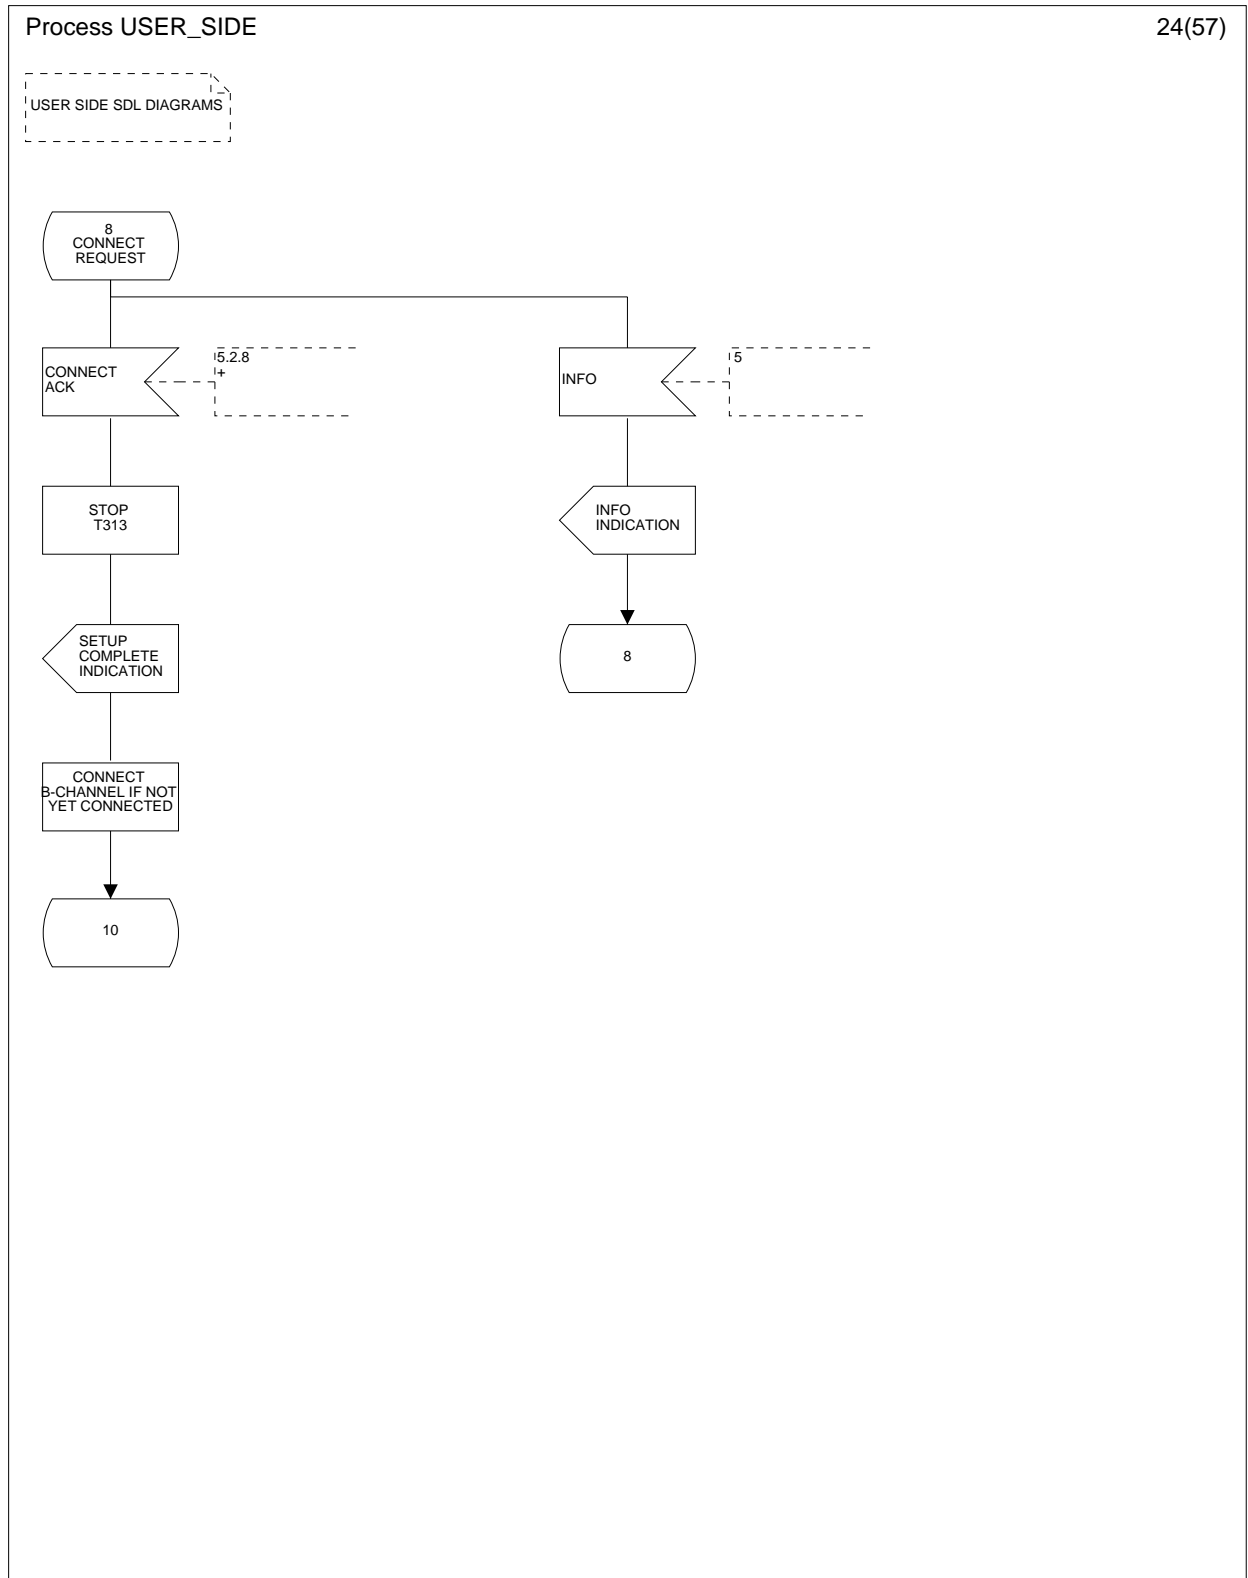 Process USER_SIDE
24(57)
USER SIDE SDL DIAGRAMS
8
CONNECT
REQUEST
CONNECT
ACK
5.2.8
+
INFO
5
STOP
T313
INFO
INDICATION
SETUP
COMPLETE
INDICATION
8
CONNECT
B-CHANNEL IF NOT
YET CONNECTED
10